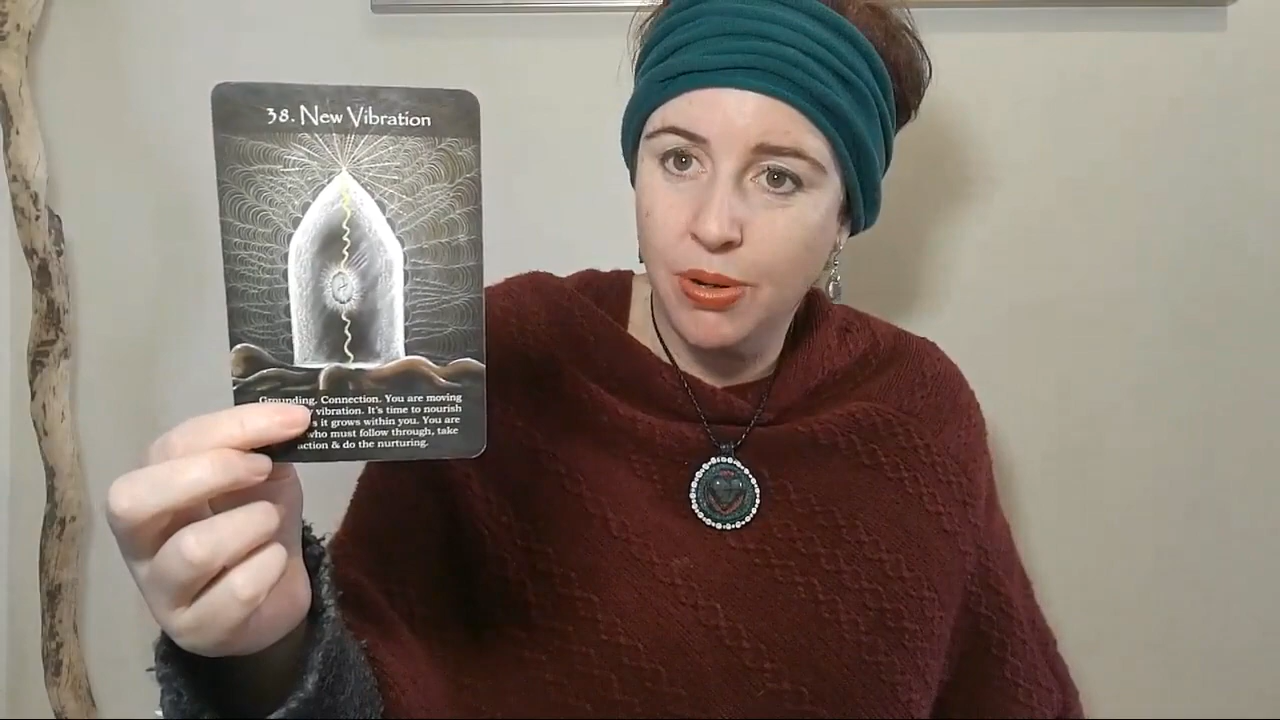 38. New Vibration
Grounding. Connection. You are moving
vibration. It's time to nourish
it grows within you. You are
who must follow through, take
action & do the nurturing.